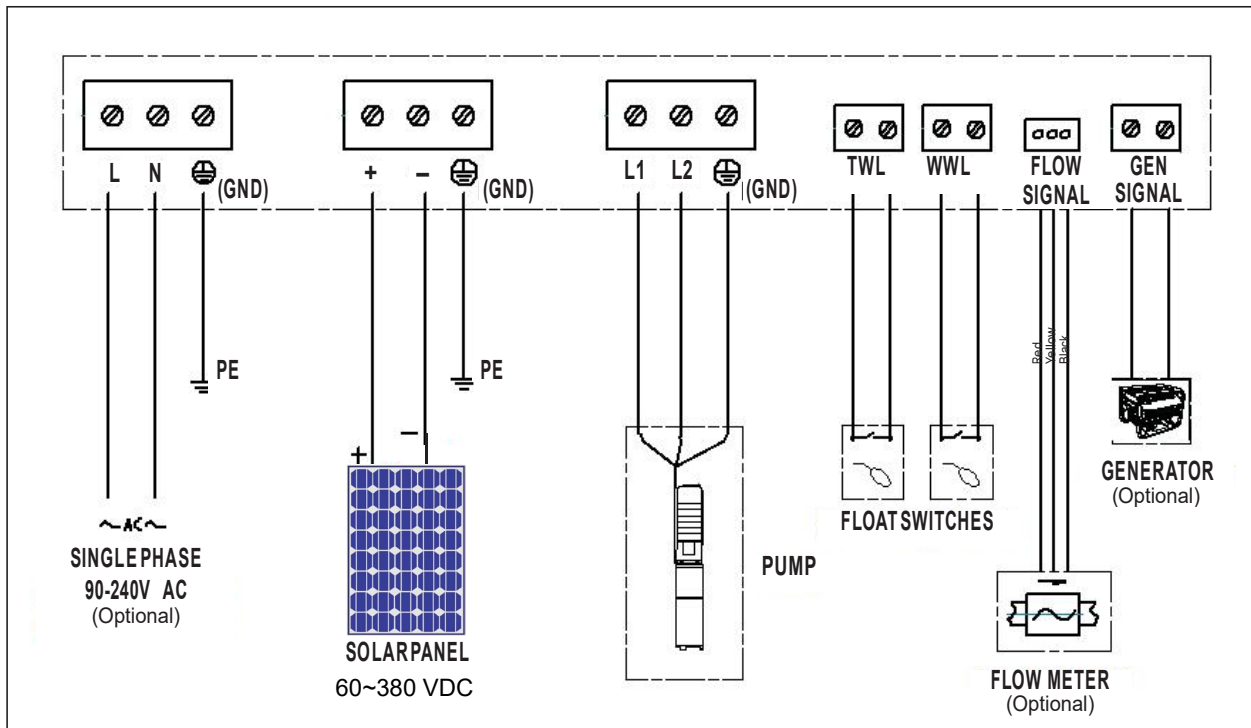 L N (GND)
+ − (GND)
L1 L2 (GND)
TWL WWL FLOW SIGNAL GEN SIGNAL
PE
PE
Red
Yellow
Black
+ −
~AC~
SINGLE PHASE
90-240V AC
(Optional)
SOLAR PANEL
60~380 VDC
PUMP
FLOAT SWITCHES
GENERATOR
(Optional)
FLOW METER
(Optional)